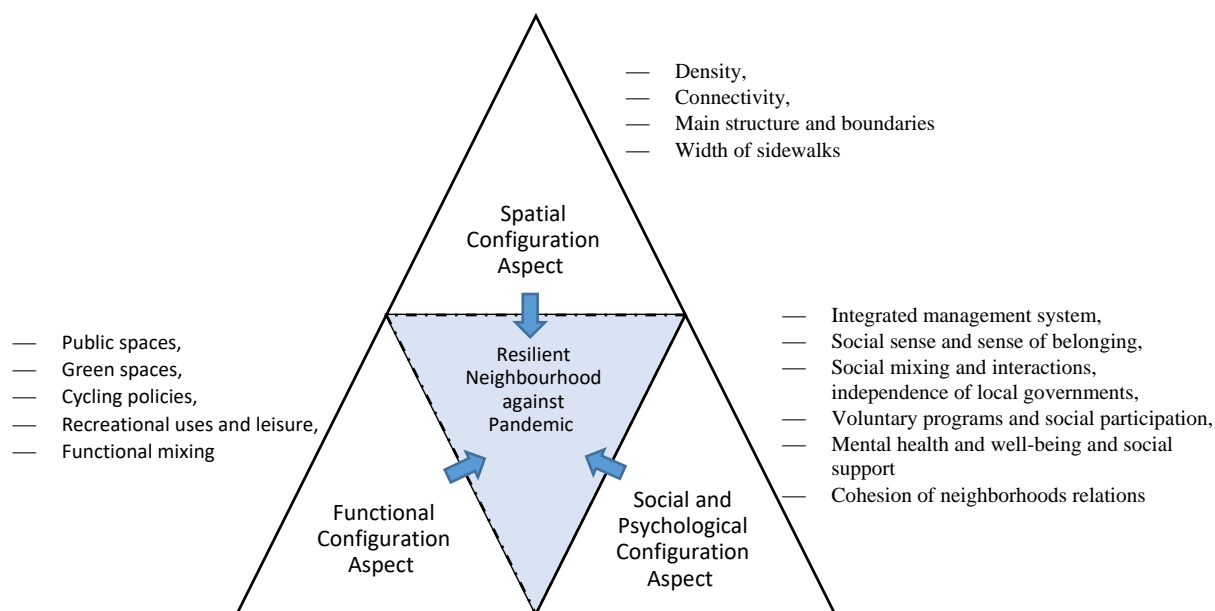 — Density,
— Connectivity,
— Main structure and boundaries
— Width of sidewalks
Spatial
Configuration
Aspect
— Public spaces,
— Green spaces,
— Cycling policies,
— Recreational uses and leisure,
— Functional mixing
Resilient
Neighbourhood
against
Pandemic
— Integrated management system,
— Social sense and sense of belonging,
— Social mixing and interactions,
independence of local governments,
— Voluntary programs and social participation,
— Mental health and well-being and social
support
— Cohesion of neighborhoods relations
Functional
Configuration
Aspect
Social and
Psychological
Configuration
Aspect